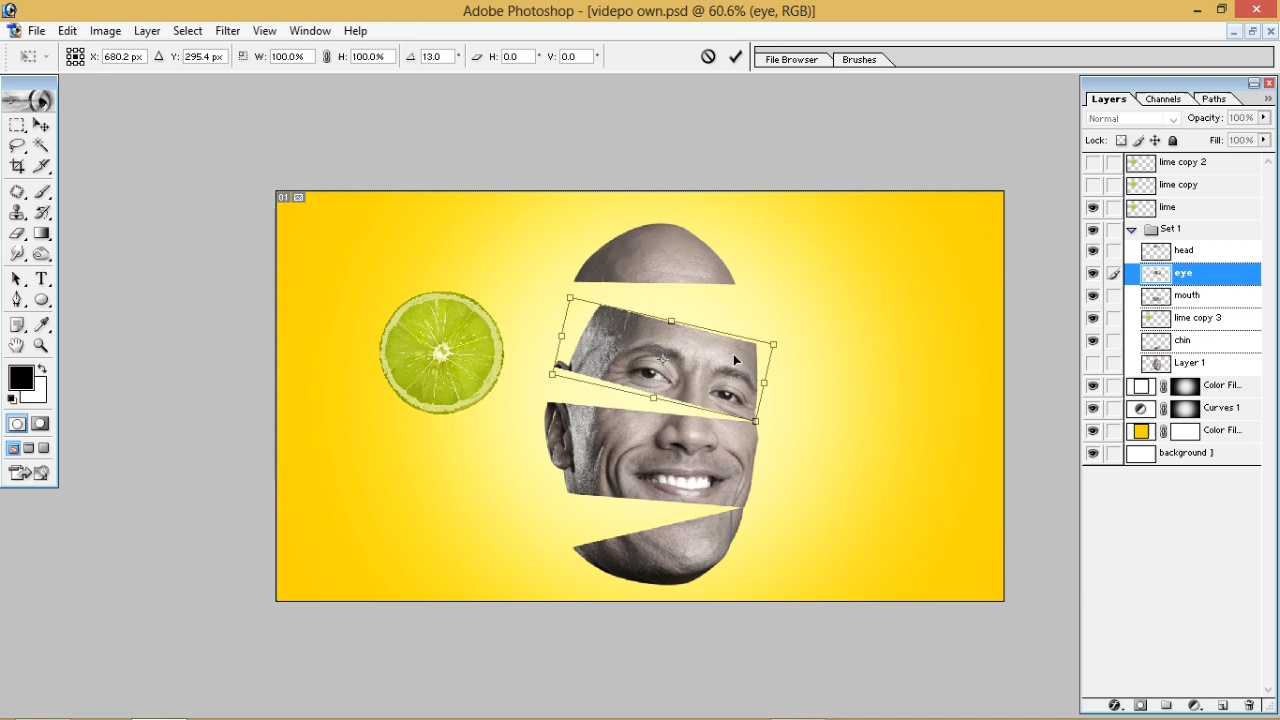 Adobe Photoshop - [videpo own.psd @ 60.6% (eye, RGB)]
File Edit Image Layer Select Filter View Window Help
X: 680.2 px Y: 295.4 px W: 100.0% H: 100.0% 13.0 ° H: 0.0 ° V: 0.0 °
File Browser Brushes
Layers Channels Paths
Normal Opacity: 100%
Lock: Fill: 100%
lime copy 2
lime copy
lime
Set 1
head
eye
mouth
lime copy 3
chin
Layer 1
Color Fil...
Curves 1
Color Fil...
background ]
01